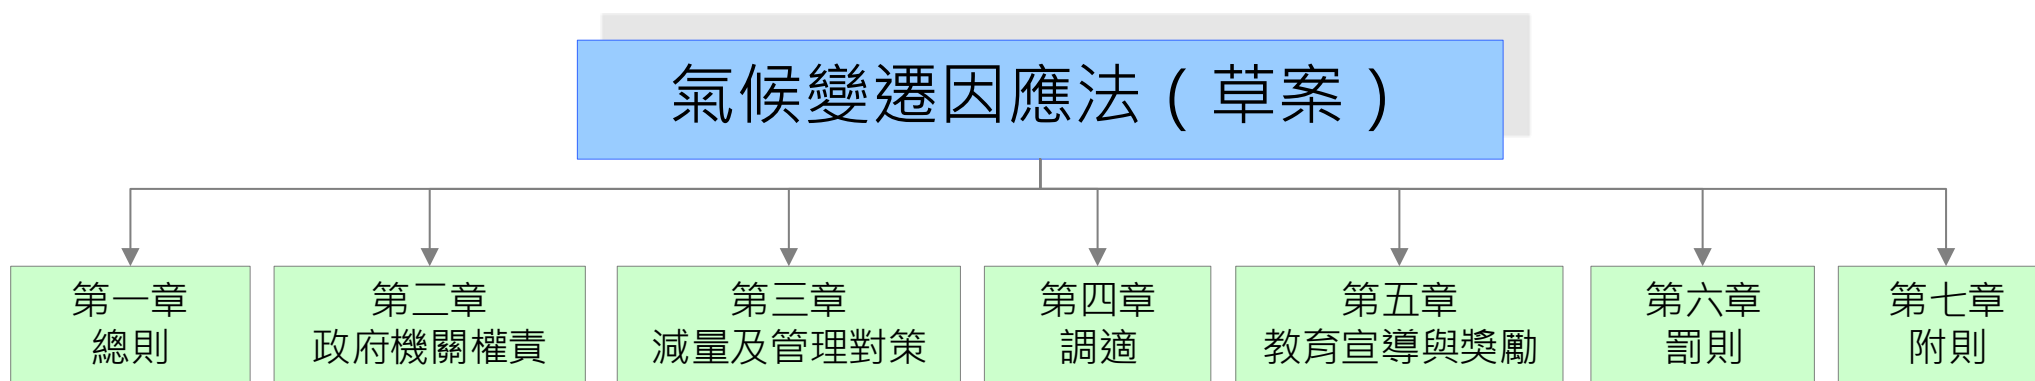 氣候變遷因應法（草案）
第一章
總則
第二章
政府機關權責
第三章
減量及管理對策
第四章
調適
第五章
教育宣導與獎勵
第六章
罰則
第七章
附則